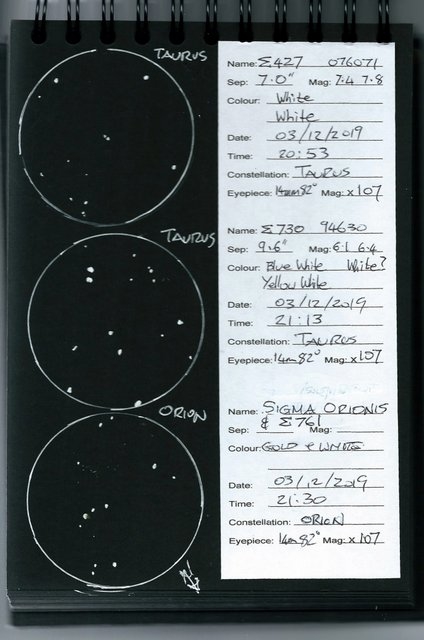 TAURUS
Name: Σ427 076071
Sep: 7.0" Mag: 7.4 7.8
Colour: White
White
Date: 03/12/2019
Time: 20:53
Constellation: TAURUS
Eyepiece: 14mm 82° Mag: x107
TAURUS
Name: Σ730 94630
Sep: 9.6" Mag: 6.1 6.4
Colour: Blue White White?
Yellow White
Date: 03/12/2019
Time: 21:13
Constellation: TAURUS
Eyepiece: 14mm 82° Mag: x107
ORION
Name: SIGMA ORIONIS
& Σ761
Sep: Mag:
Colour: GOLD & WHITE
Date: 03/12/2019
Time: 21:30
Constellation: ORION
Eyepiece: 14mm 82° Mag: x107